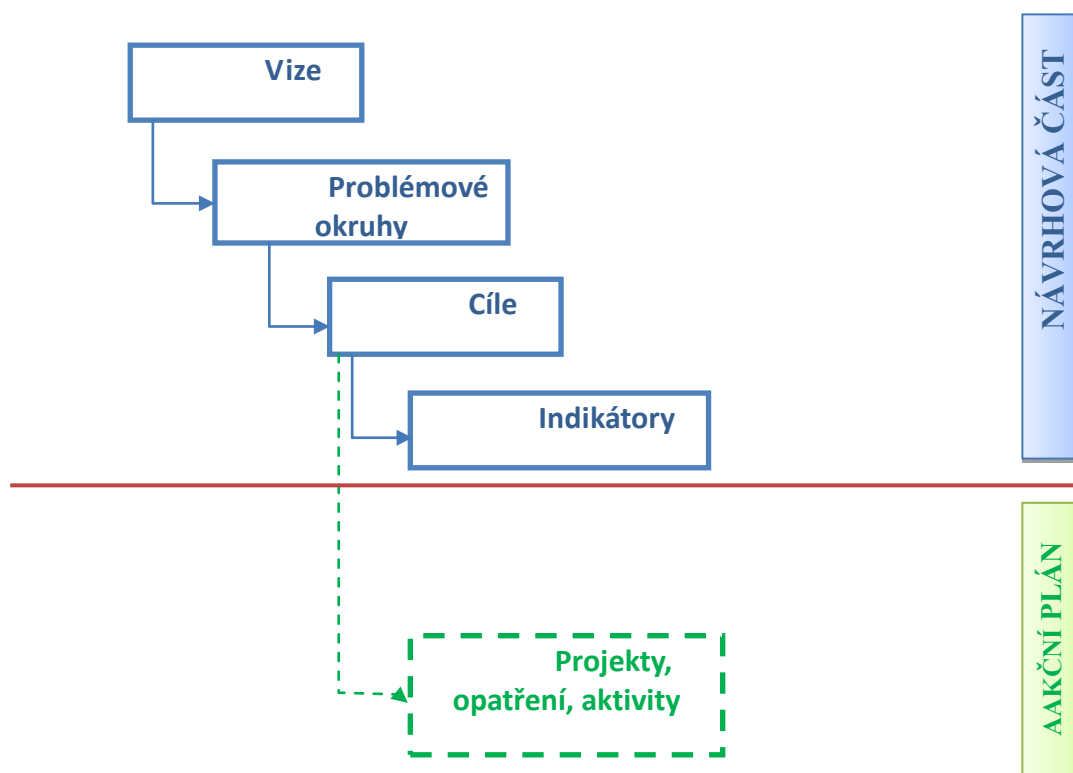 Vize
Problémové
okruhy
Cíle
Indikátory
NÁVRHOVÁ ČÁST
Projekty,
opatření, aktivity
AAKČNÍ PLÁN